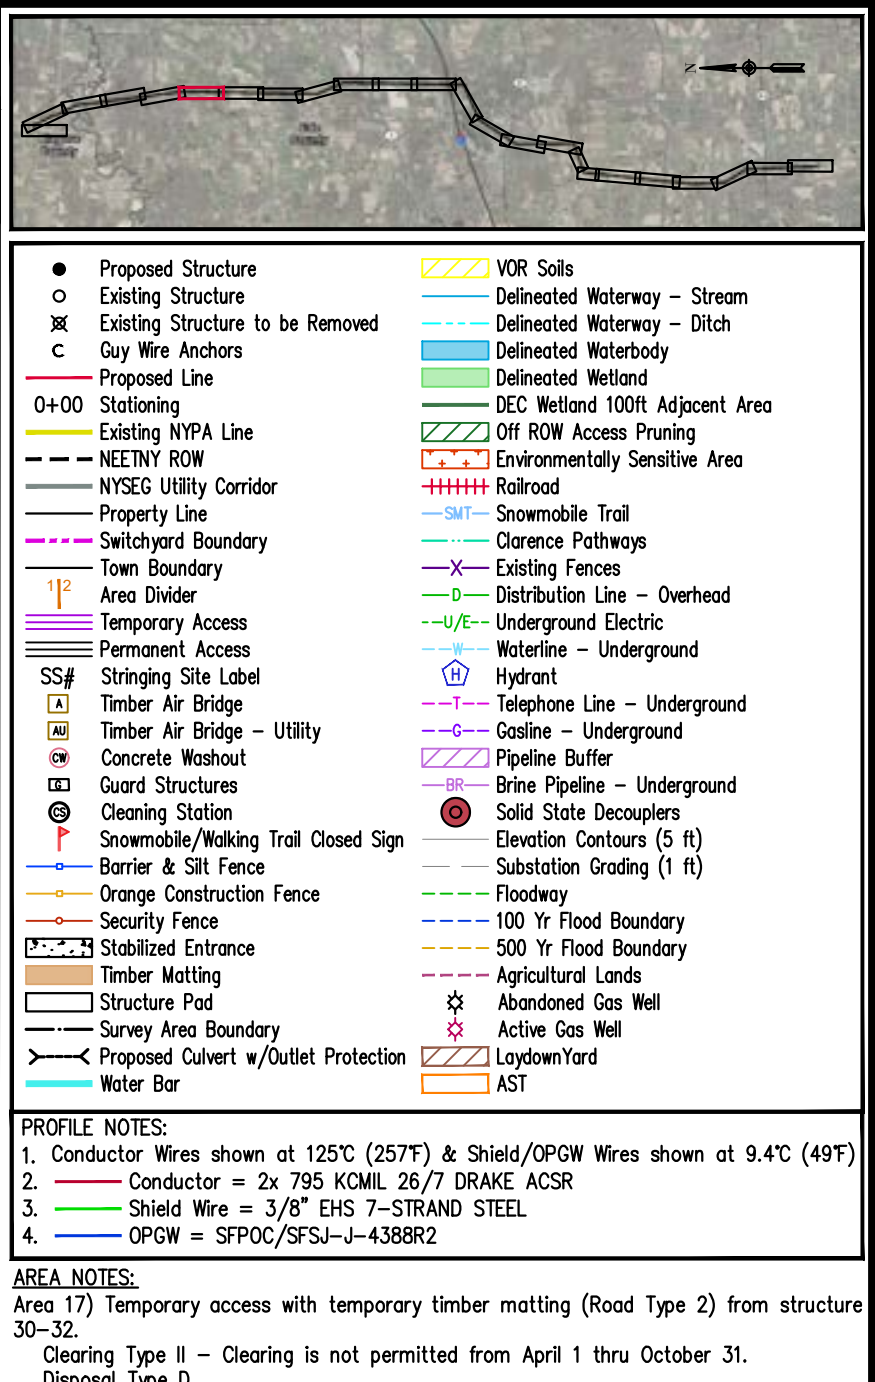 N
Proposed Structure
Existing Structure
Existing Structure to be Removed
C Guy Wire Anchors
Proposed Line
0+00 Stationing
Existing NYPA Line
NEETNY ROW
NYSEG Utility Corridor
Property Line
Switchyard Boundary
Town Boundary
1 2 Area Divider
Temporary Access
Permanent Access
SS# Stringing Site Label
A Timber Air Bridge
AU Timber Air Bridge - Utility
CW Concrete Washout
G Guard Structures
CS Cleaning Station
Snowmobile/Walking Trail Closed Sign
Barrier & Silt Fence
Orange Construction Fence
Security Fence
Stabilized Entrance
Timber Matting
Structure Pad
Survey Area Boundary
Proposed Culvert w/Outlet Protection
Water Bar
VOR Soils
Delineated Waterway - Stream
Delineated Waterway - Ditch
Delineated Waterbody
Delineated Wetland
DEC Wetland 100ft Adjacent Area
Off ROW Access Pruning
Environmentally Sensitive Area
Railroad
SMT Snowmobile Trail
Clarence Pathways
X Existing Fences
D Distribution Line - Overhead
U/E Underground Electric
W Waterline - Underground
H Hydrant
T Telephone Line - Underground
G Gasline - Underground
Pipeline Buffer
BR Brine Pipeline - Underground
Solid State Decouplers
Elevation Contours (5 ft)
Substation Grading (1 ft)
Floodway
100 Yr Flood Boundary
500 Yr Flood Boundary
Agricultural Lands
Abandoned Gas Well
Active Gas Well
LaydownYard
AST
PROFILE NOTES:
1. Conductor Wires shown at 125°C (257°F) & Shield/OPGW Wires shown at 9.4°C (49°F)
2. Conductor = 2x 795 KCMIL 26/7 DRAKE ACSR
3. Shield Wire = 3/8" EHS 7-STRAND STEEL
4. OPGW = SFPOC/SFSJ-J-4388R2
AREA NOTES:
Area 17) Temporary access with temporary timber matting (Road Type 2) from structure
30-32.
Clearing Type II - Clearing is not permitted from April 1 thru October 31.
Disposal Type D